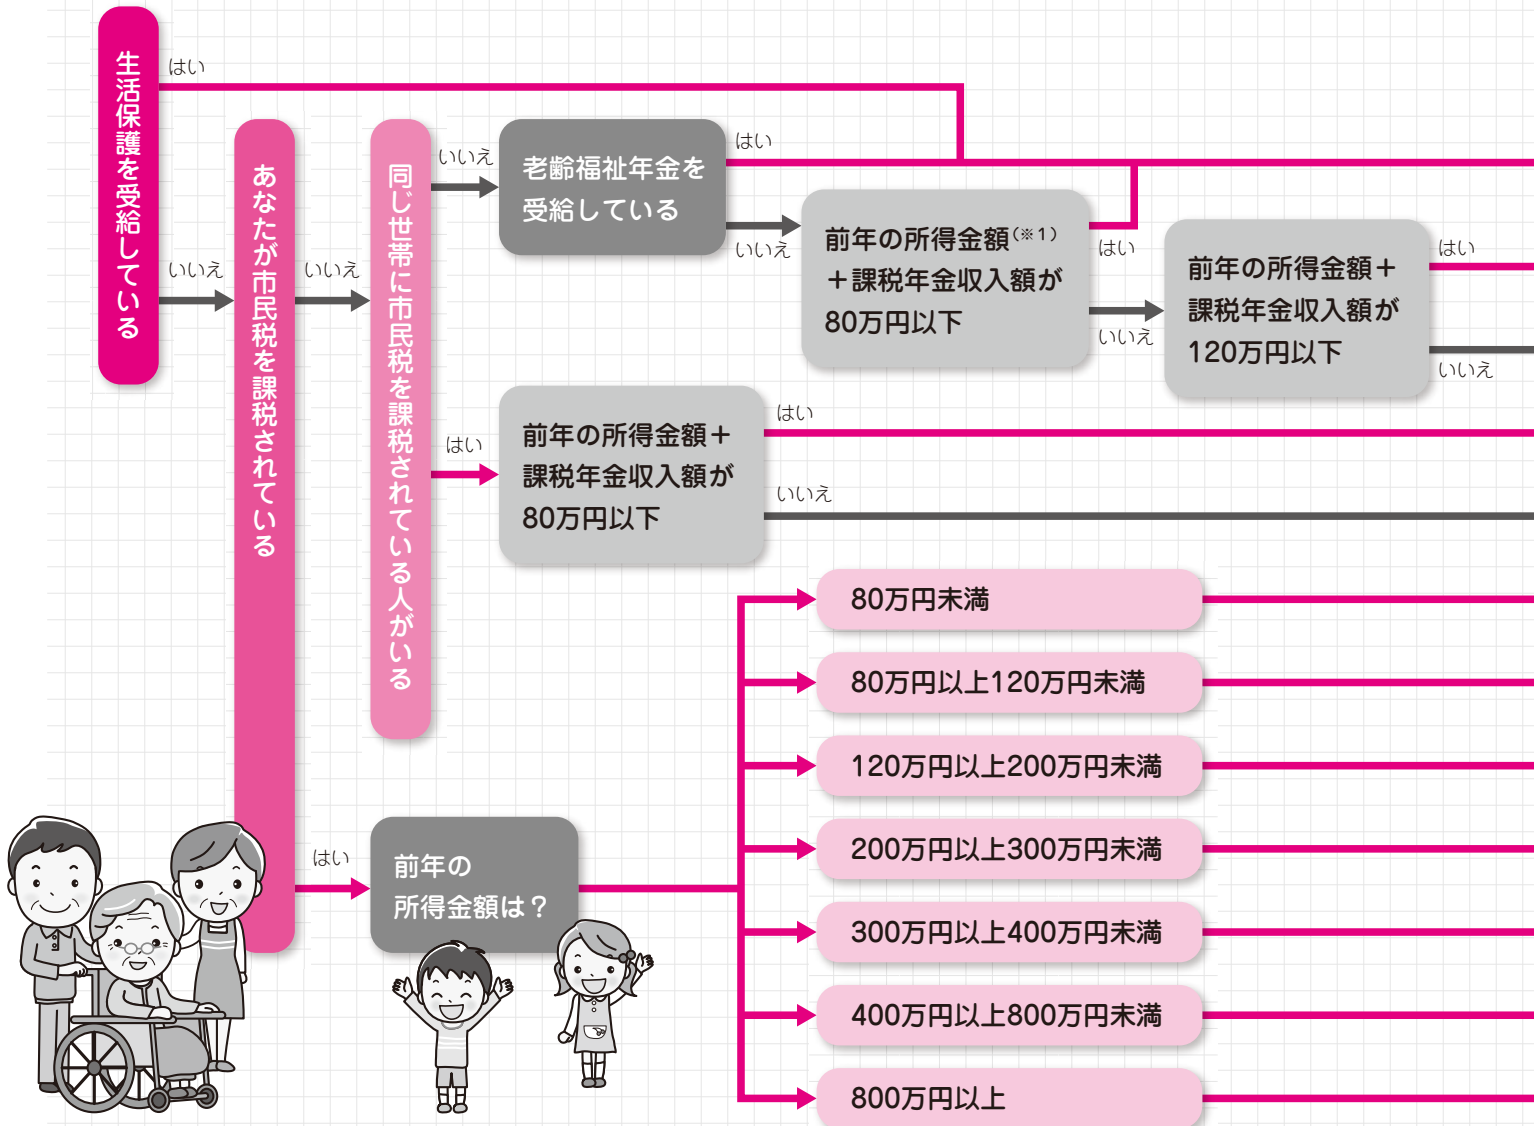 生活保護を受給している
はい
いいえ
あなたが市民税を課税されている
いいえ
同じ世帯に市民税を課税されている人がいる
いいえ
老齢福祉年金を
受給している
はい
いいえ
前年の所得金額(※1)
＋課税年金収入額が
80万円以下
はい
いいえ
前年の所得金額＋
課税年金収入額が
120万円以下
はい
いいえ
はい
前年の所得金額＋
課税年金収入額が
80万円以下
はい
いいえ
はい
前年の
所得金額は？
80万円未満
80万円以上120万円未満
120万円以上200万円未満
200万円以上300万円未満
300万円以上400万円未満
400万円以上800万円未満
800万円以上